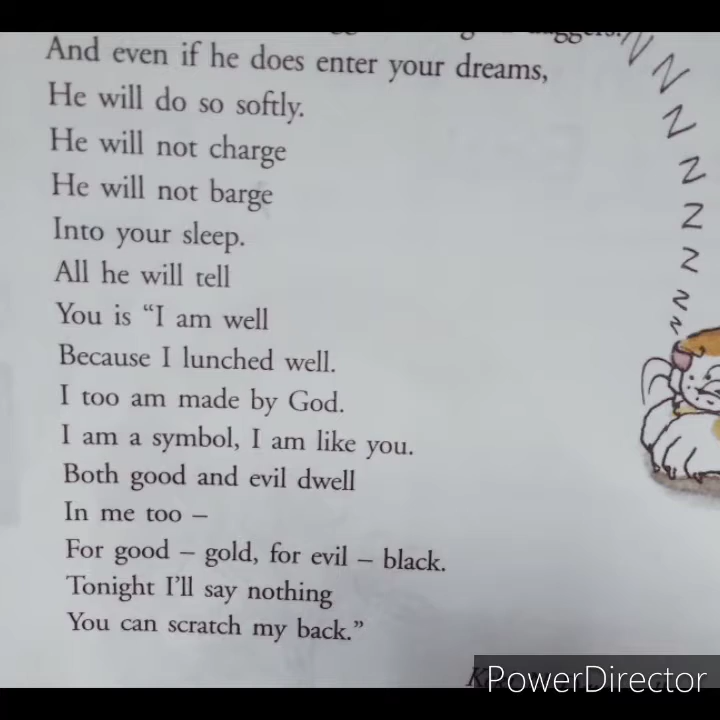 And even if he does enter your dreams,
He will do so softly.
He will not charge
He will not barge
Into your sleep.
All he will tell
You is “I am well
Because I lunched well.
I too am made by God.
I am a symbol, I am like you.
Both good and evil dwell
In me too –
For good – gold, for evil – black.
Tonight I’ll say nothing
You can scratch my back.”
Z
Z
Z
Z
Z
Z
Z
Z
PowerDirector